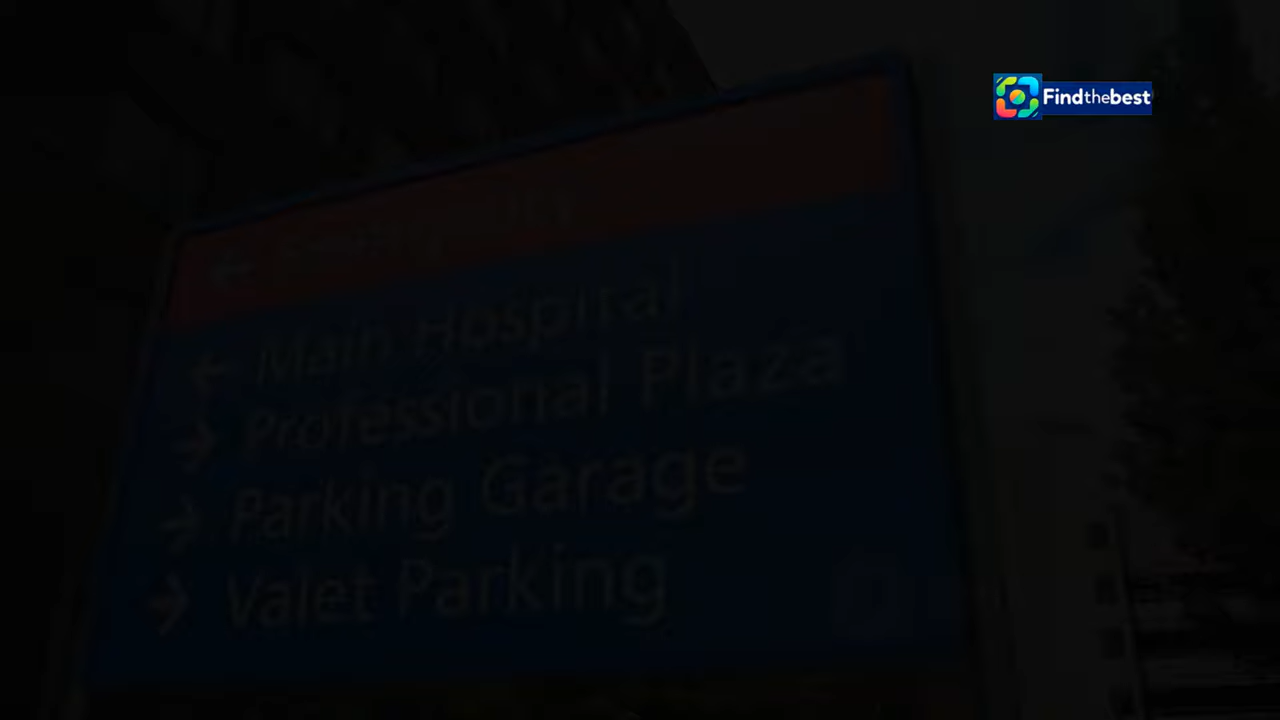 Findthebest
Main Hospital
Professional Plaza
Parking Garage
Valet Parking